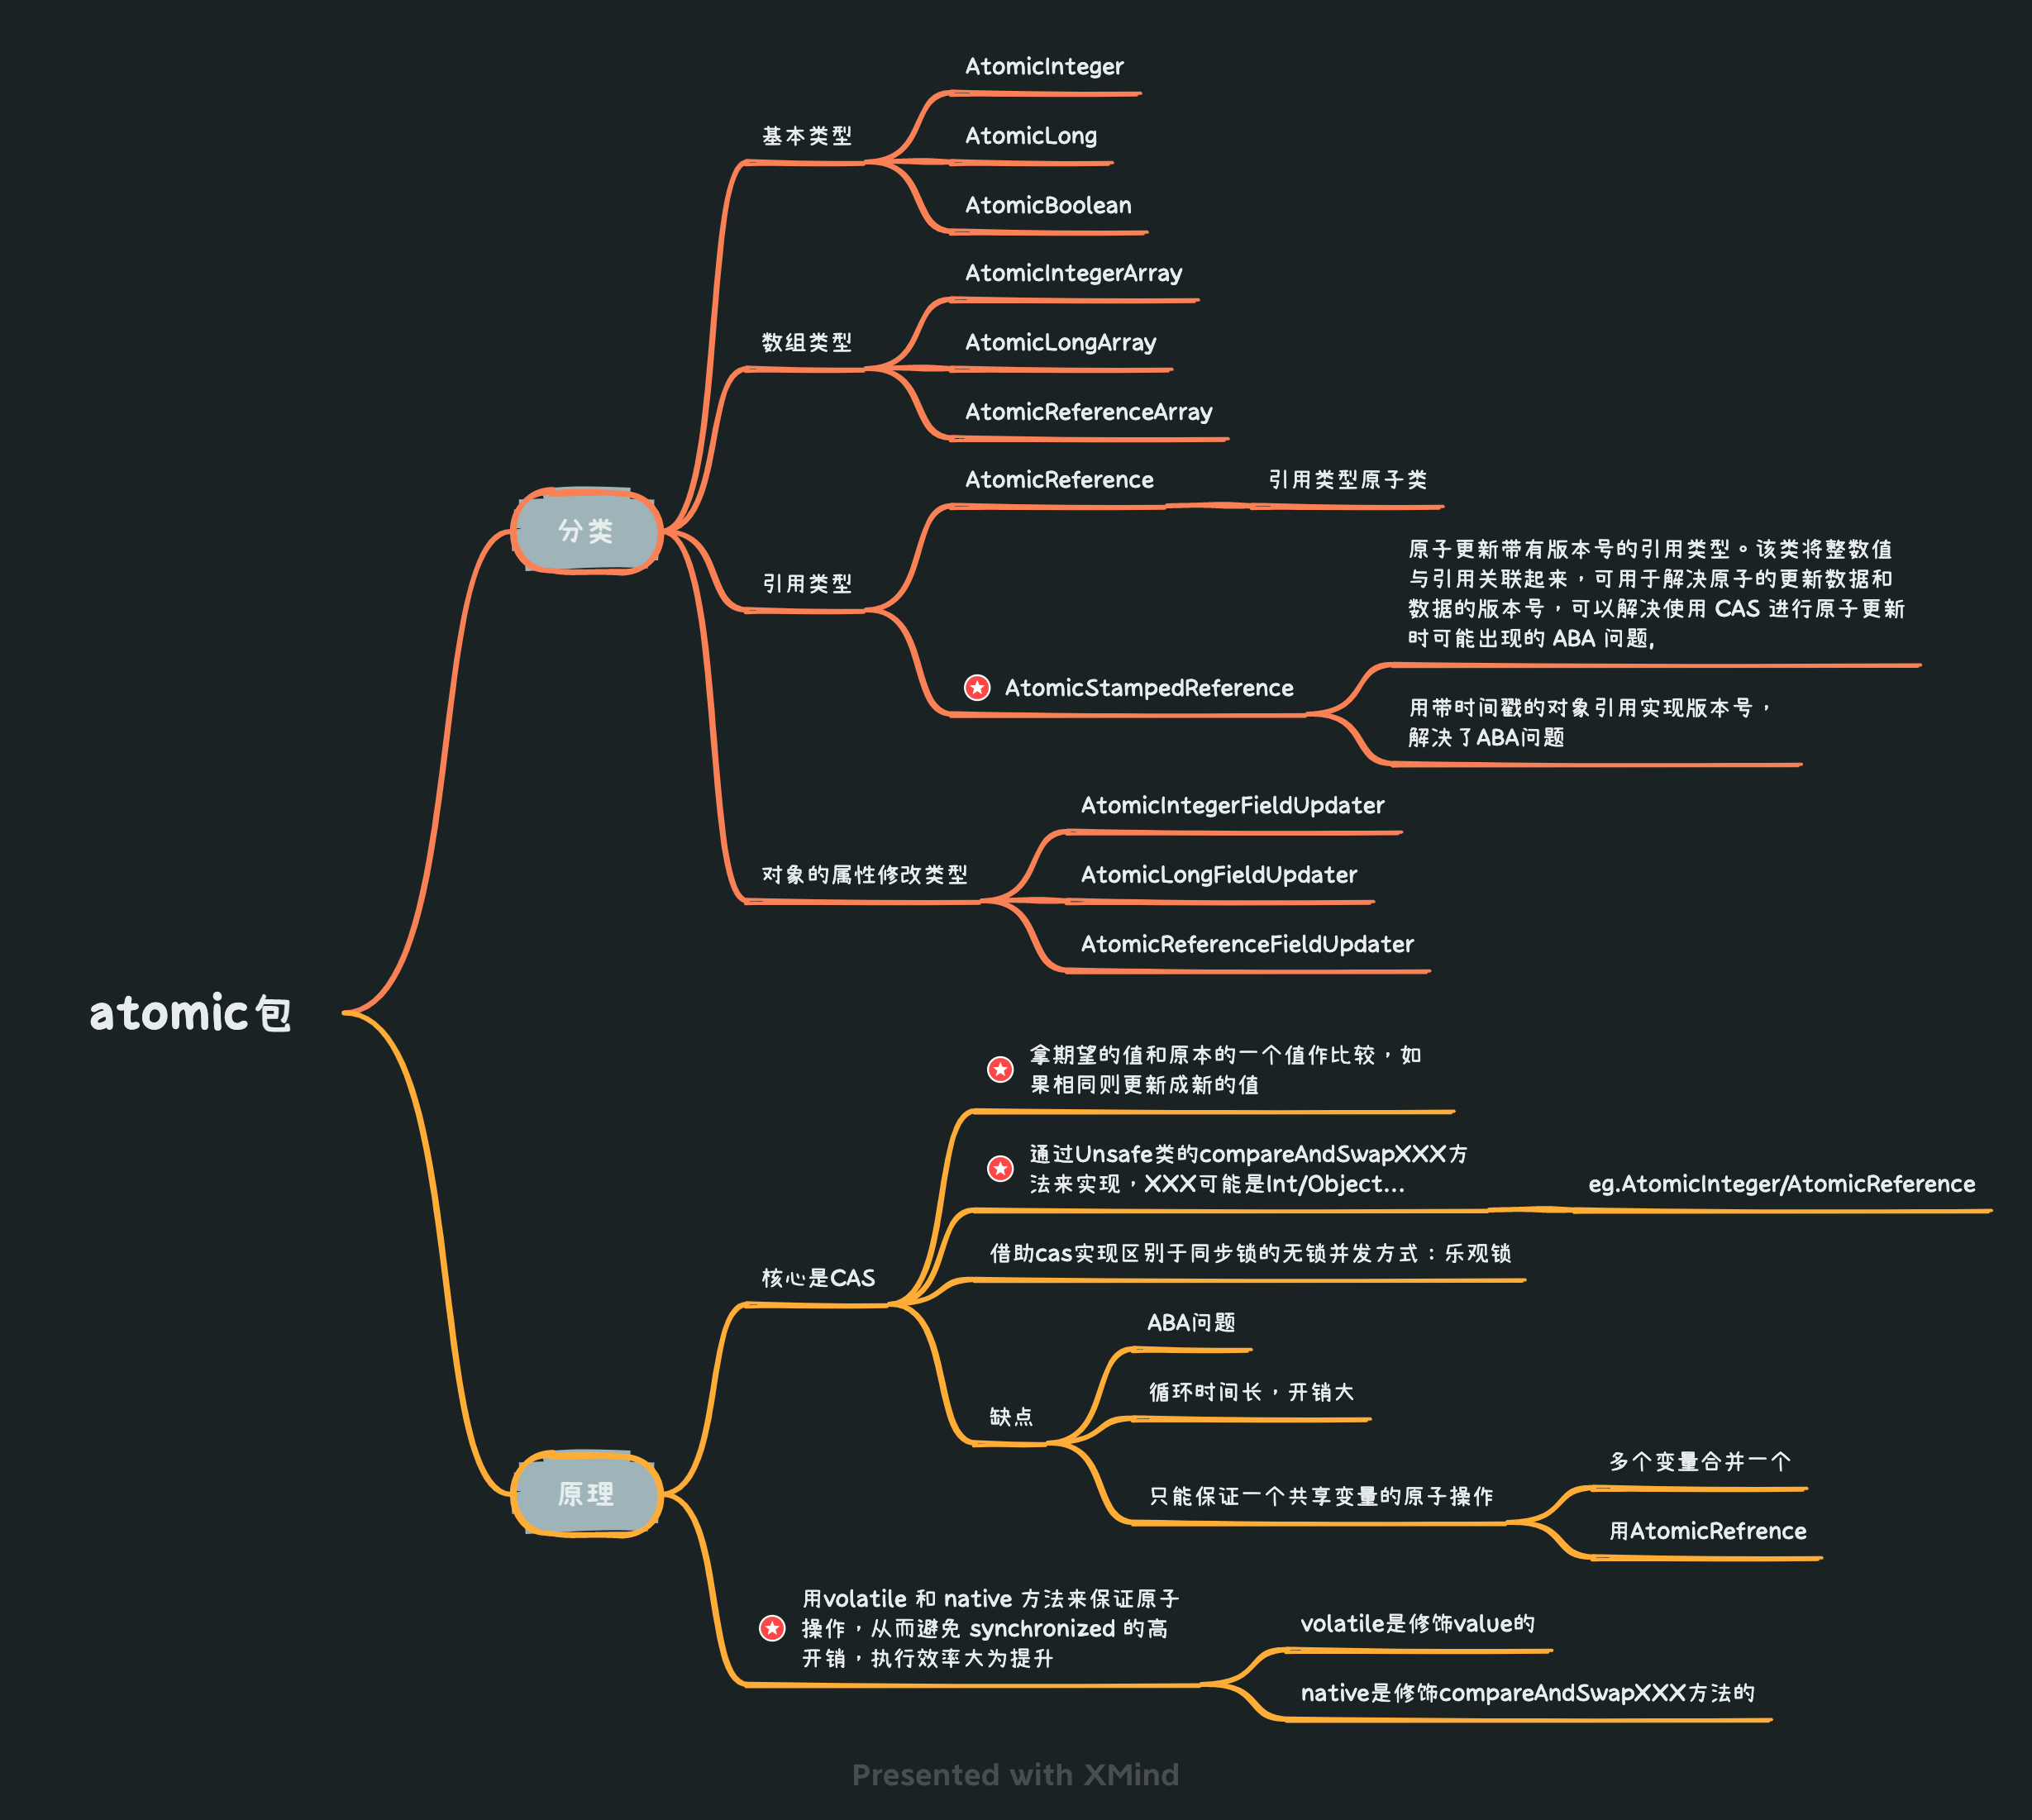 atomic包
分类
基本类型
AtomicInteger
AtomicLong
AtomicBoolean
数组类型
AtomicIntegerArray
AtomicLongArray
AtomicReferenceArray
引用类型
AtomicReference
引用类型原子类
AtomicStampedReference
原子更新带有版本号的引用类型。该类将整数值
与引用关联起来，可用于解决原子的更新数据和
数据的版本号，可以解决使用 CAS 进行原子更新
时可能出现的 ABA 问题,
用带时间戳的对象引用实现版本号，
解决了ABA问题
对象的属性修改类型
AtomicIntegerFieldUpdater
AtomicLongFieldUpdater
AtomicReferenceFieldUpdater
原理
核心是CAS
拿期望的值和原本的一个值作比较，如
果相同则更新成新的值
通过Unsafe类的compareAndSwapXXX方
法来实现，XXX可能是Int/Object...
eg.AtomicInteger/AtomicReference
借助cas实现区别于同步锁的无锁并发方式：乐观锁
缺点
ABA问题
循环时间长，开销大
只能保证一个共享变量的原子操作
多个变量合并一个
用AtomicRefrence
用volatile 和 native 方法来保证原子
操作，从而避免 synchronized 的高
开销，执行效率大为提升
volatile是修饰value的
native是修饰compareAndSwapXXX方法的
Presented with XMind